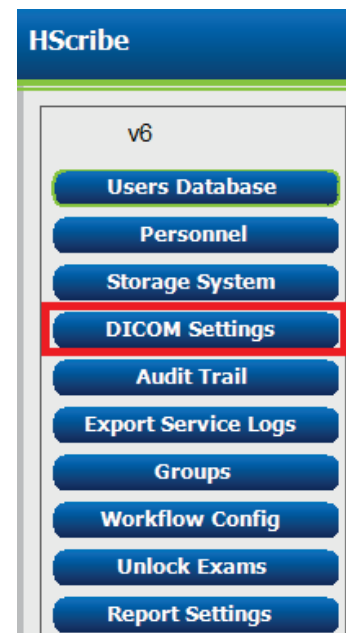 HScribe
v6
Users Database
Personnel
Storage System
DICOM Settings
Audit Trail
Export Service Logs
Groups
Workflow Config
Unlock Exams
Report Settings